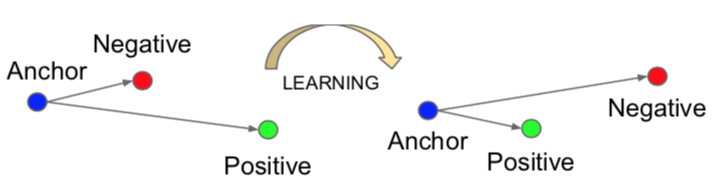 Negative
Anchor
Positive
LEARNING
Negative
Anchor
Positive